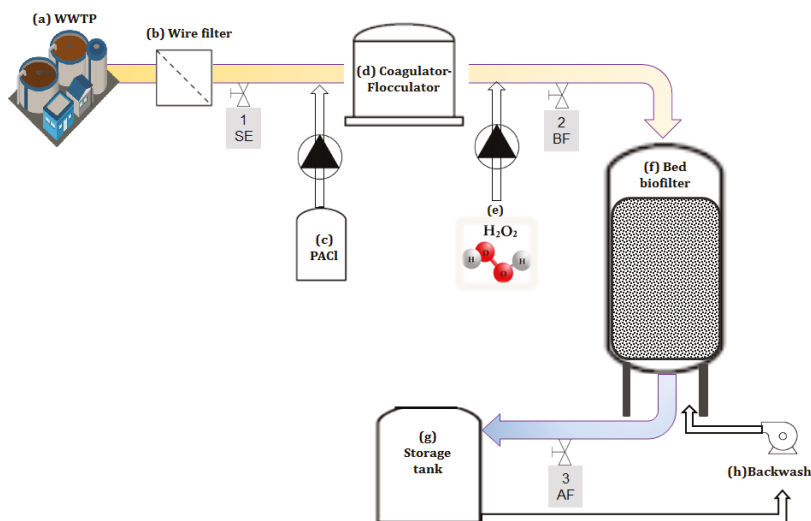 (a) WWTP
(b) Wire filter
(d) Coagulator-
Flocculator
1
SE
2
BF
(c)
PACl
(e)
H₂O₂
H
O
O
H
(f) Bed
biofilter
(g)
Storage
tank
3
AF
(h)Backwash